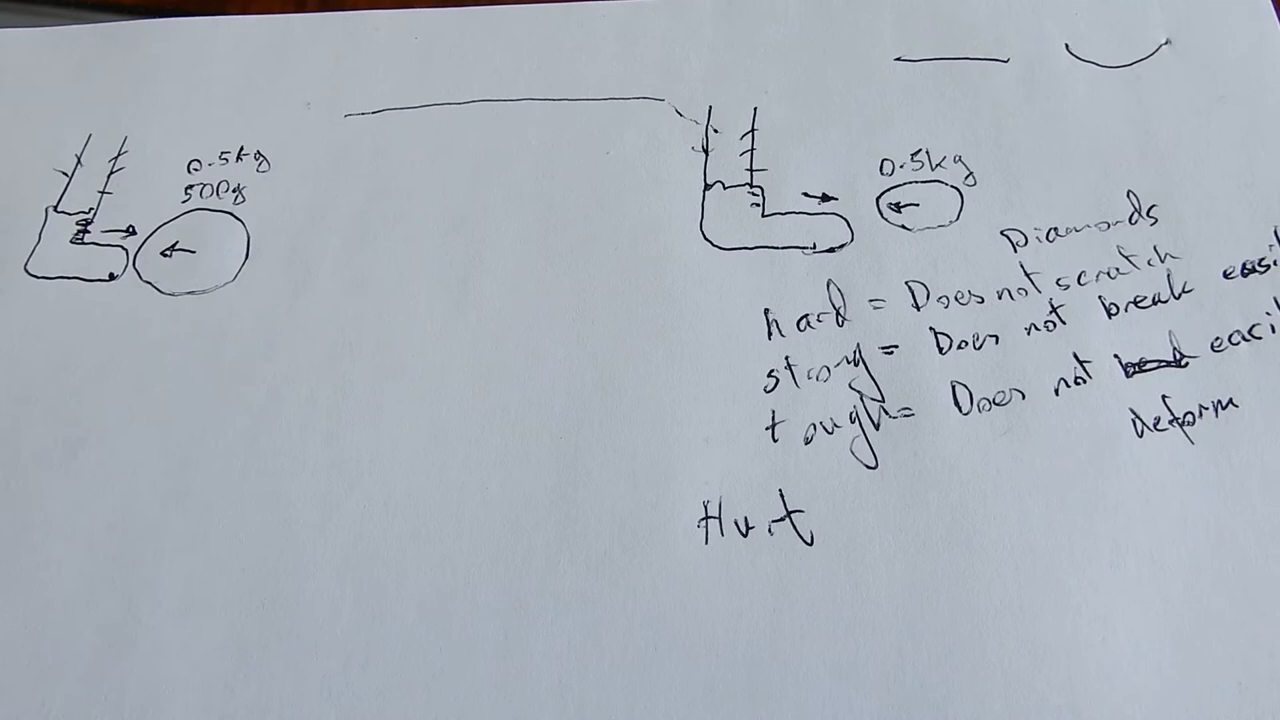 0.5kg
500g
0.5kg
Diamonds
hard = Does not scratch
strong = Does not break easi
tough= Does not easi
deform
Hurt